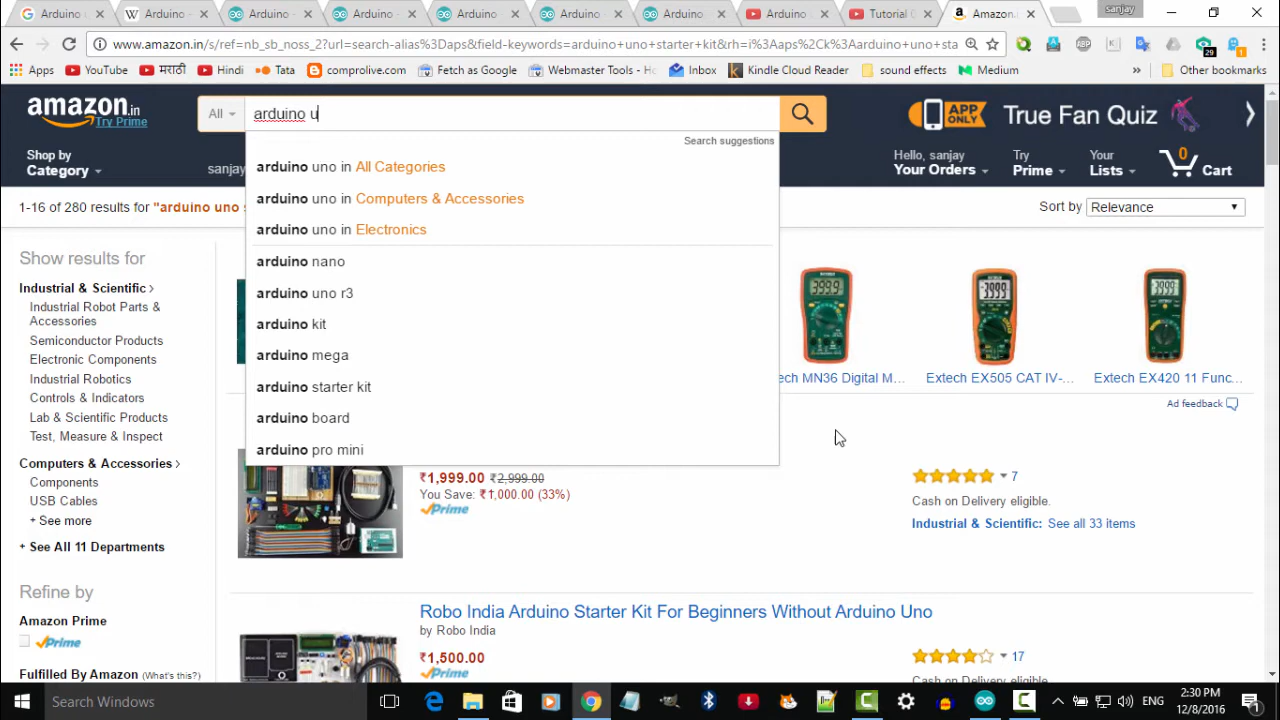 Arduino U
Arduino -
Arduino -
Arduino -
Arduino -
Arduino -
Arduino -
Arduino -
Tutorial (
Amazon.
sanjay
https://www.amazon.in/s/ref=nb_sb_noss_2?url=search-alias%3Daps&field-keywords=arduino+uno+starter+kit&rh=i%3Aaps%2Ck%3Aarduino+uno+sta
ABP
29
1
Apps
YouTube
मराठी
Hindi
Tata
comprolive.com
Fetch as Google
Webmaster Tools - Ho
Inbox
Kindle Cloud Reader
sound effects
Medium
»
Other bookmarks
amazon.in
Try Prime
All
arduino u
APP ONLY
True Fan Quiz
Shop by
Category
sanjay
Hello, sanjay
Your Orders
Try
Prime
Your
Lists
0
Cart
Search suggestions
arduino uno in All Categories
arduino uno in Computers & Accessories
arduino uno in Electronics
arduino nano
arduino uno r3
arduino kit
arduino mega
arduino starter kit
arduino board
arduino pro mini
1-16 of 280 results for "arduino uno s
Sort by
Relevance
Show results for
Industrial & Scientific ›
Industrial Robot Parts &
Accessories
Semiconductor Products
Electronic Components
Industrial Robotics
Controls & Indicators
Lab & Scientific Products
Test, Measure & Inspect
Computers & Accessories ›
Components
USB Cables
+ See more
+ See All 11 Departments
Refine by
Amazon Prime
Prime
Fulfilled By Amazon (What's this?)
ech MN36 Digital M...
Extech EX505 CAT IV-...
Extech EX420 11 Func...
Ad feedback
₹1,999.00 ₹2,999.00
You Save: ₹1,000.00 (33%)
Prime
7
Cash on Delivery eligible.
Industrial & Scientific: See all 33 items
Robo India Arduino Starter Kit For Beginners Without Arduino Uno
by Robo India
₹1,500.00
Prime
17
Cash on Delivery eligible.
Search Windows
ENG
2:30 PM
12/8/2016
1